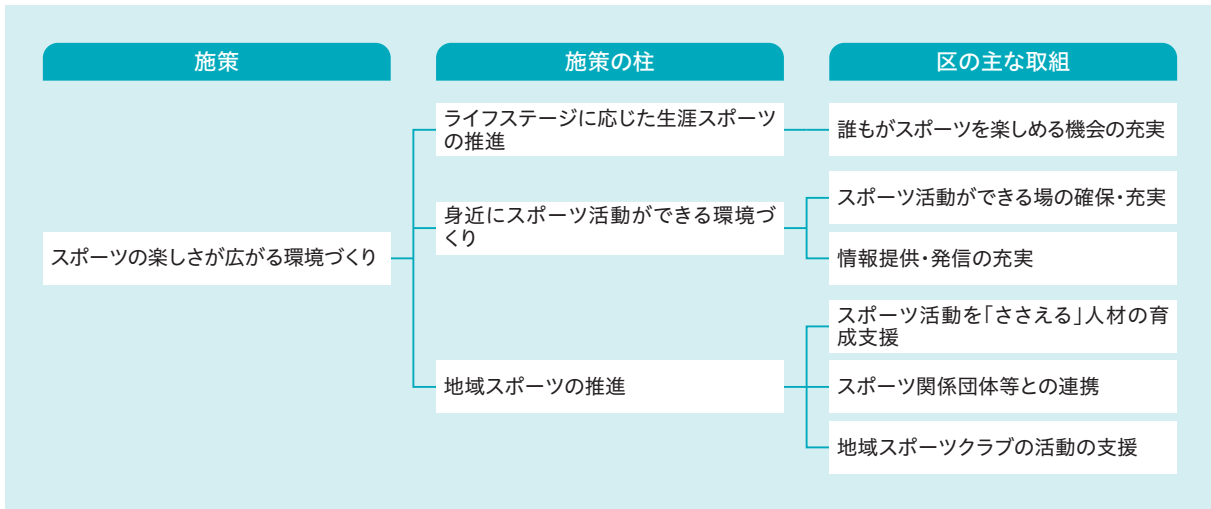 施策
施策の柱
区の主な取組
スポーツの楽しさが広がる環境づくり
ライフステージに応じた生涯スポーツ
の推進
誰もがスポーツを楽しめる機会の充実
身近にスポーツ活動ができる環境づ
くり
スポーツ活動ができる場の確保・充実
情報提供・発信の充実
地域スポーツの推進
スポーツ活動を「ささえる」人材の育
成支援
スポーツ関係団体等との連携
地域スポーツクラブの活動の支援